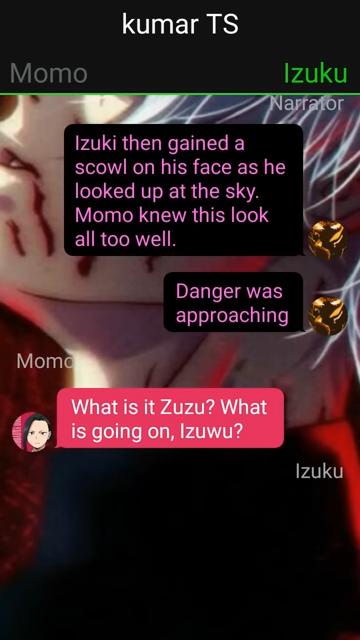 kumar TS
Momo
Izuku
Narrator
Izuki then gained a
scowl on his face as he
looked up at the sky.
Momo knew this look
all too well.
Danger was
approaching
Momo
What is it Zuzu? What
is going on, Izuwu?
Izuku